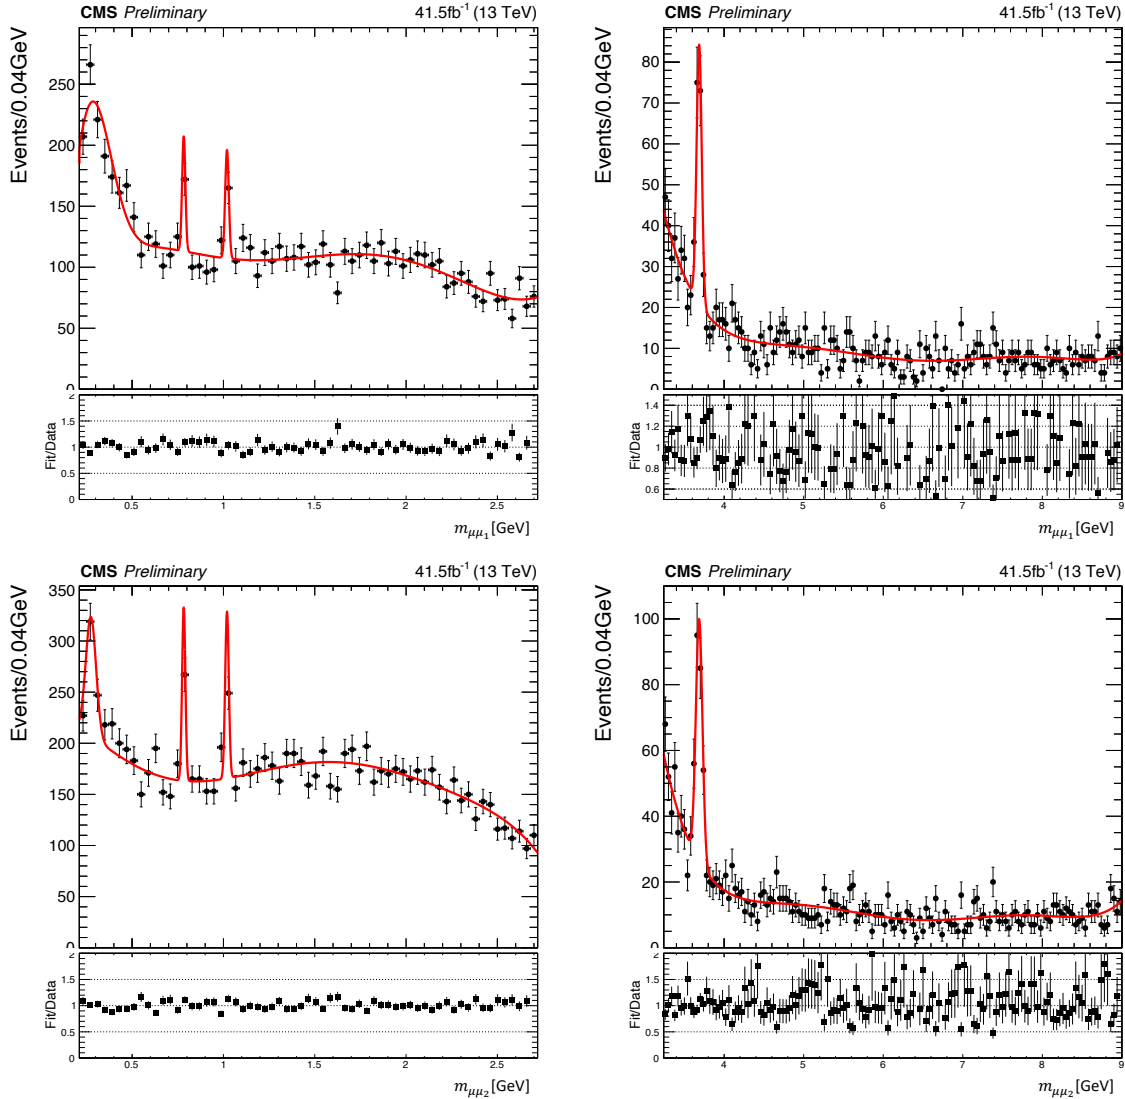 CMS Preliminary 41.5fb⁻¹ (13 TeV)
Events/0.04GeV
250
200
150
100
50
0
Fit/Data
2
1.5
1
0.5
0
0.5 1 1.5 2 2.5
m_μμ₁[GeV]
CMS Preliminary 41.5fb⁻¹ (13 TeV)
Events/0.04GeV
80
70
60
50
40
30
20
10
0
Fit/Data
1.4
1.2
1
0.8
0.6
4 5 6 7 8 9
m_μμ₁[GeV]
CMS Preliminary 41.5fb⁻¹ (13 TeV)
Events/0.04GeV
350
300
250
200
150
100
50
0
Fit/Data
2
1.5
1
0.5
0
0.5 1 1.5 2 2.5
m_μμ₂[GeV]
CMS Preliminary 41.5fb⁻¹ (13 TeV)
Events/0.04GeV
100
80
60
40
20
0
Fit/Data
2
1.5
1
0.5
0
4 5 6 7 8 9
m_μμ₂[GeV]